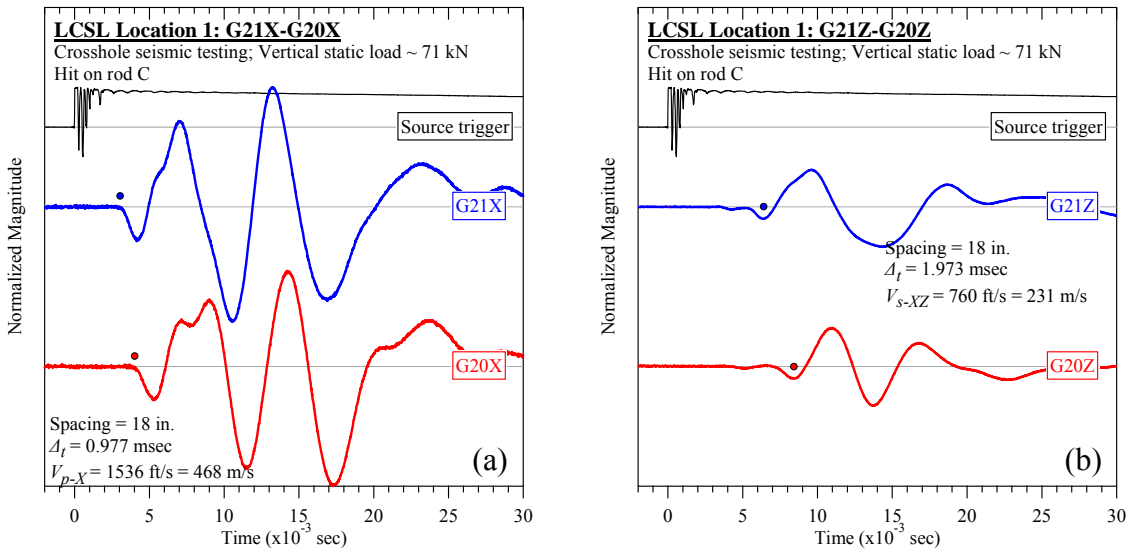 LCSL Location 1: G21X-G20X
Crosshole seismic testing; Vertical static load ~ 71 kN
Hit on rod C
Source trigger
G21X
G20X
Spacing = 18 in.
Δt = 0.977 msec
Vp-X = 1536 ft/s = 468 m/s
(a)
Normalized Magnitude
0 5 10 15 20 25 30
Time (x10-3 sec)
LCSL Location 1: G21Z-G20Z
Crosshole seismic testing; Vertical static load ~ 71 kN
Hit on rod C
Source trigger
G21Z
Spacing = 18 in.
Δt = 1.973 msec
Vs-XZ = 760 ft/s = 231 m/s
G20Z
(b)
Normalized Magnitude
0 5 10 15 20 25 30
Time (x10-3 sec)